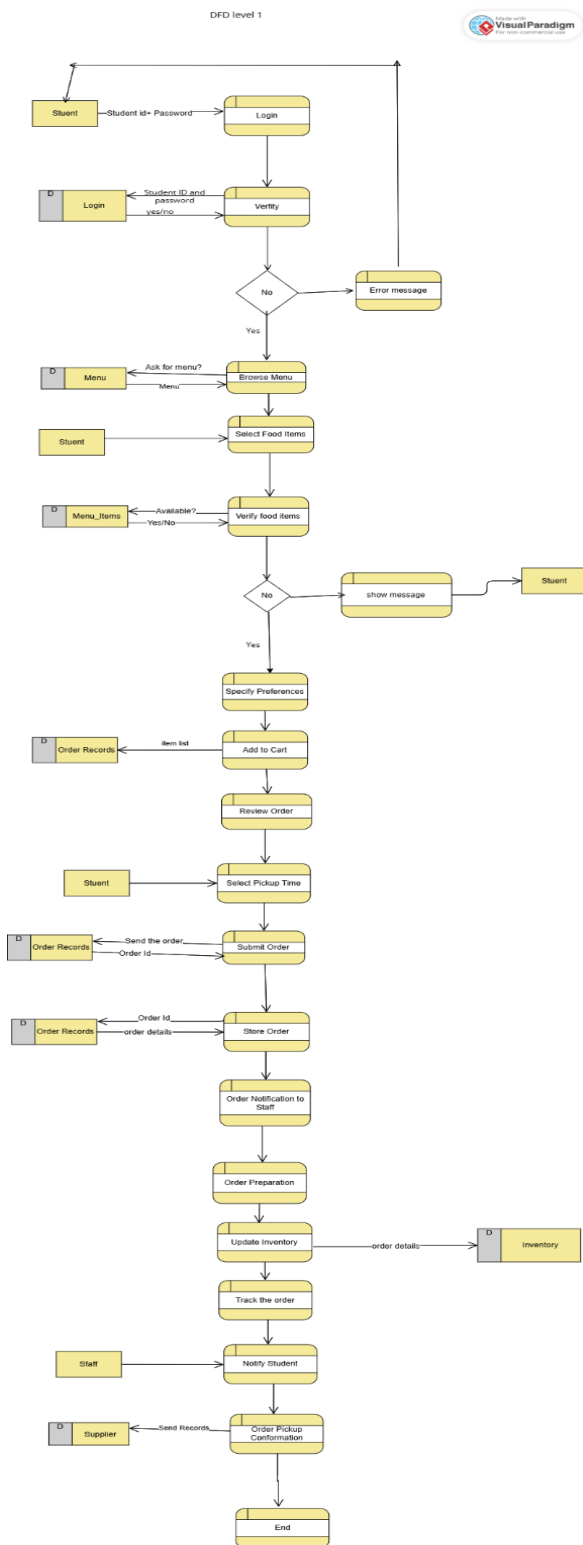 DFD level 1
Made with
Visual Paradigm
For non-commercial use
Stuent
Student id+ Password
Login
D
Login
Student ID and
password
yes/no
Verfity
No
Error message
Yes
D
Menu
Ask for menu?
Menu
Browse Menu
Stuent
Select Food Items
D
Menu_Items
Available?
Yes/No
Verify food items
No
show message
Stuent
Yes
Specify Preferences
D
Order Records
item list
Add to Cart
Review Order
Stuent
Select Pickup Time
D
Order Records
Send the order
Order Id
Submit Order
D
Order Records
Order Id
order details
Store Order
Order Notification to
Staff
Order Preparation
Update Inventory
order details
D
Inventory
Track the order
Sfaff
Notify Student
D
Supplier
Send Records
Order Pickup
Conformation
End